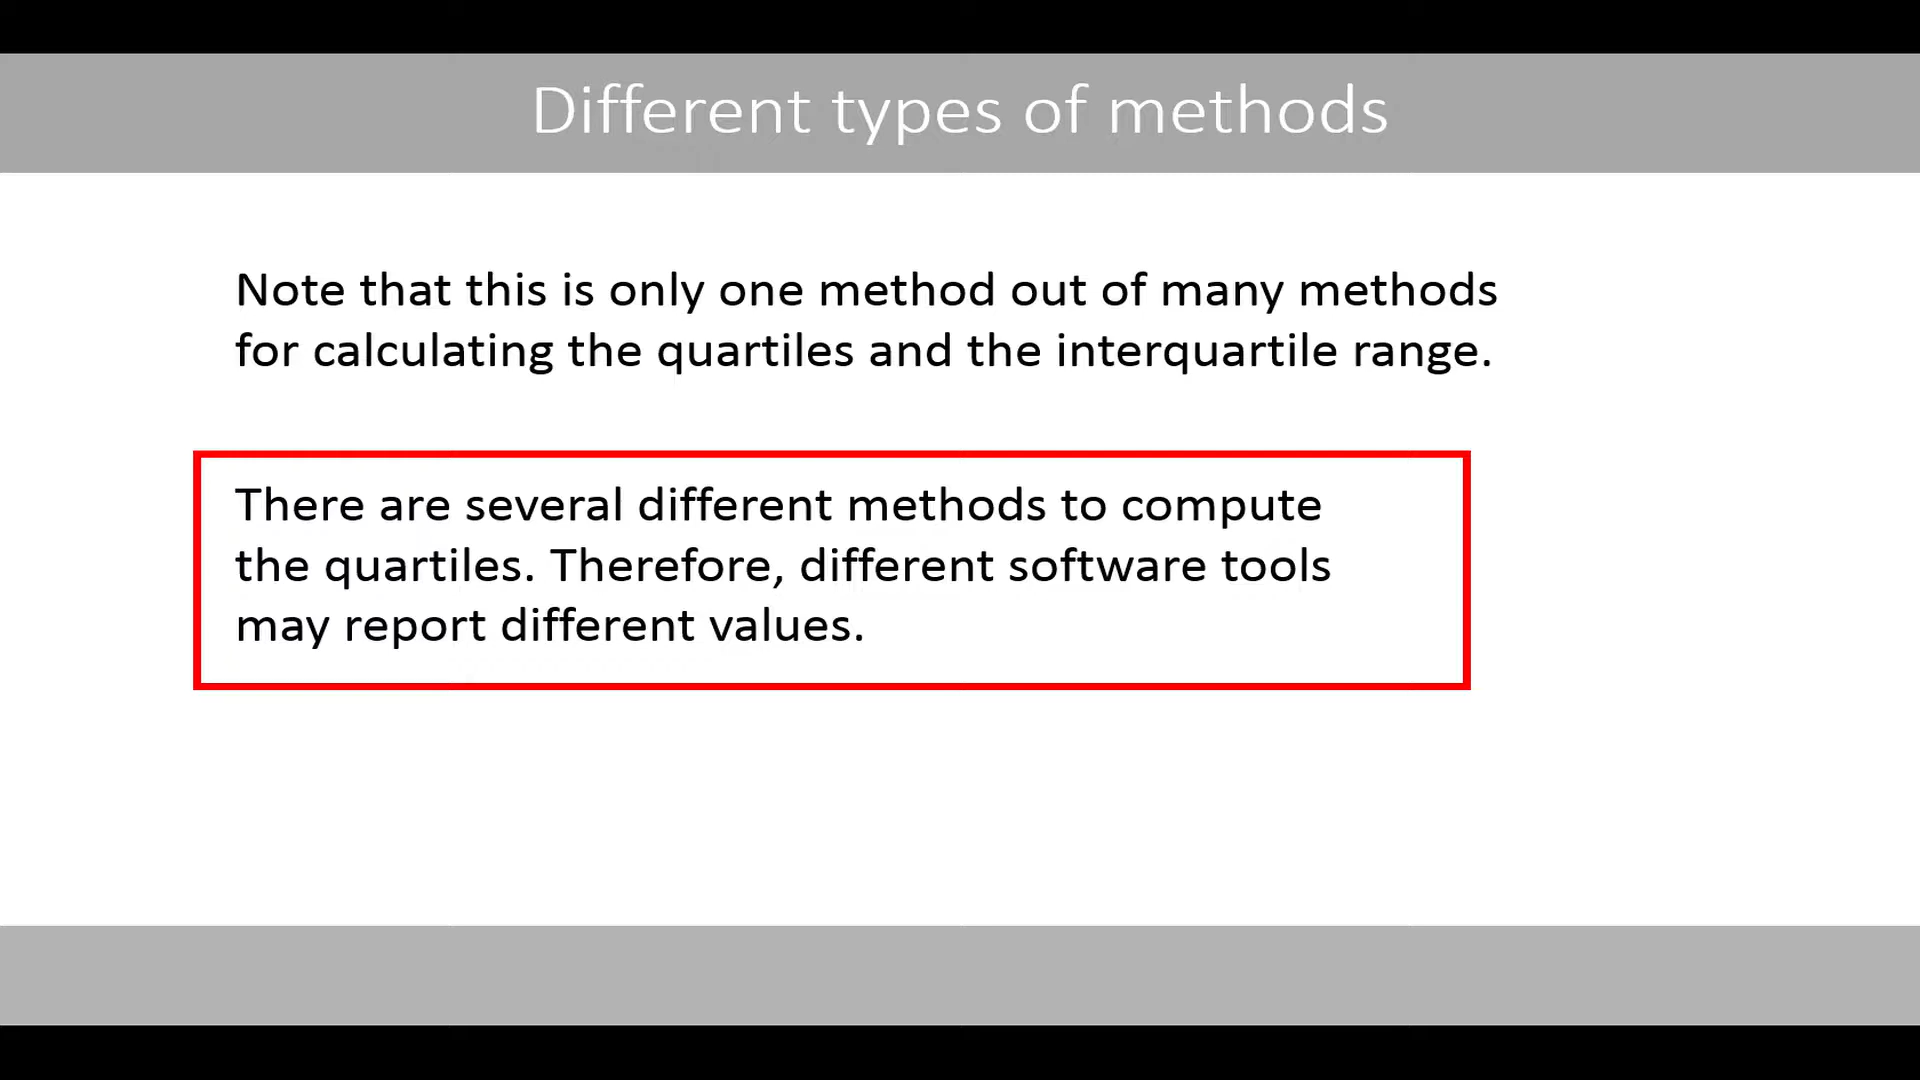 Different types of methods
Note that this is only one method out of many methods
for calculating the quartiles and the interquartile range.
There are several different methods to compute
the quartiles. Therefore, different software tools
may report different values.